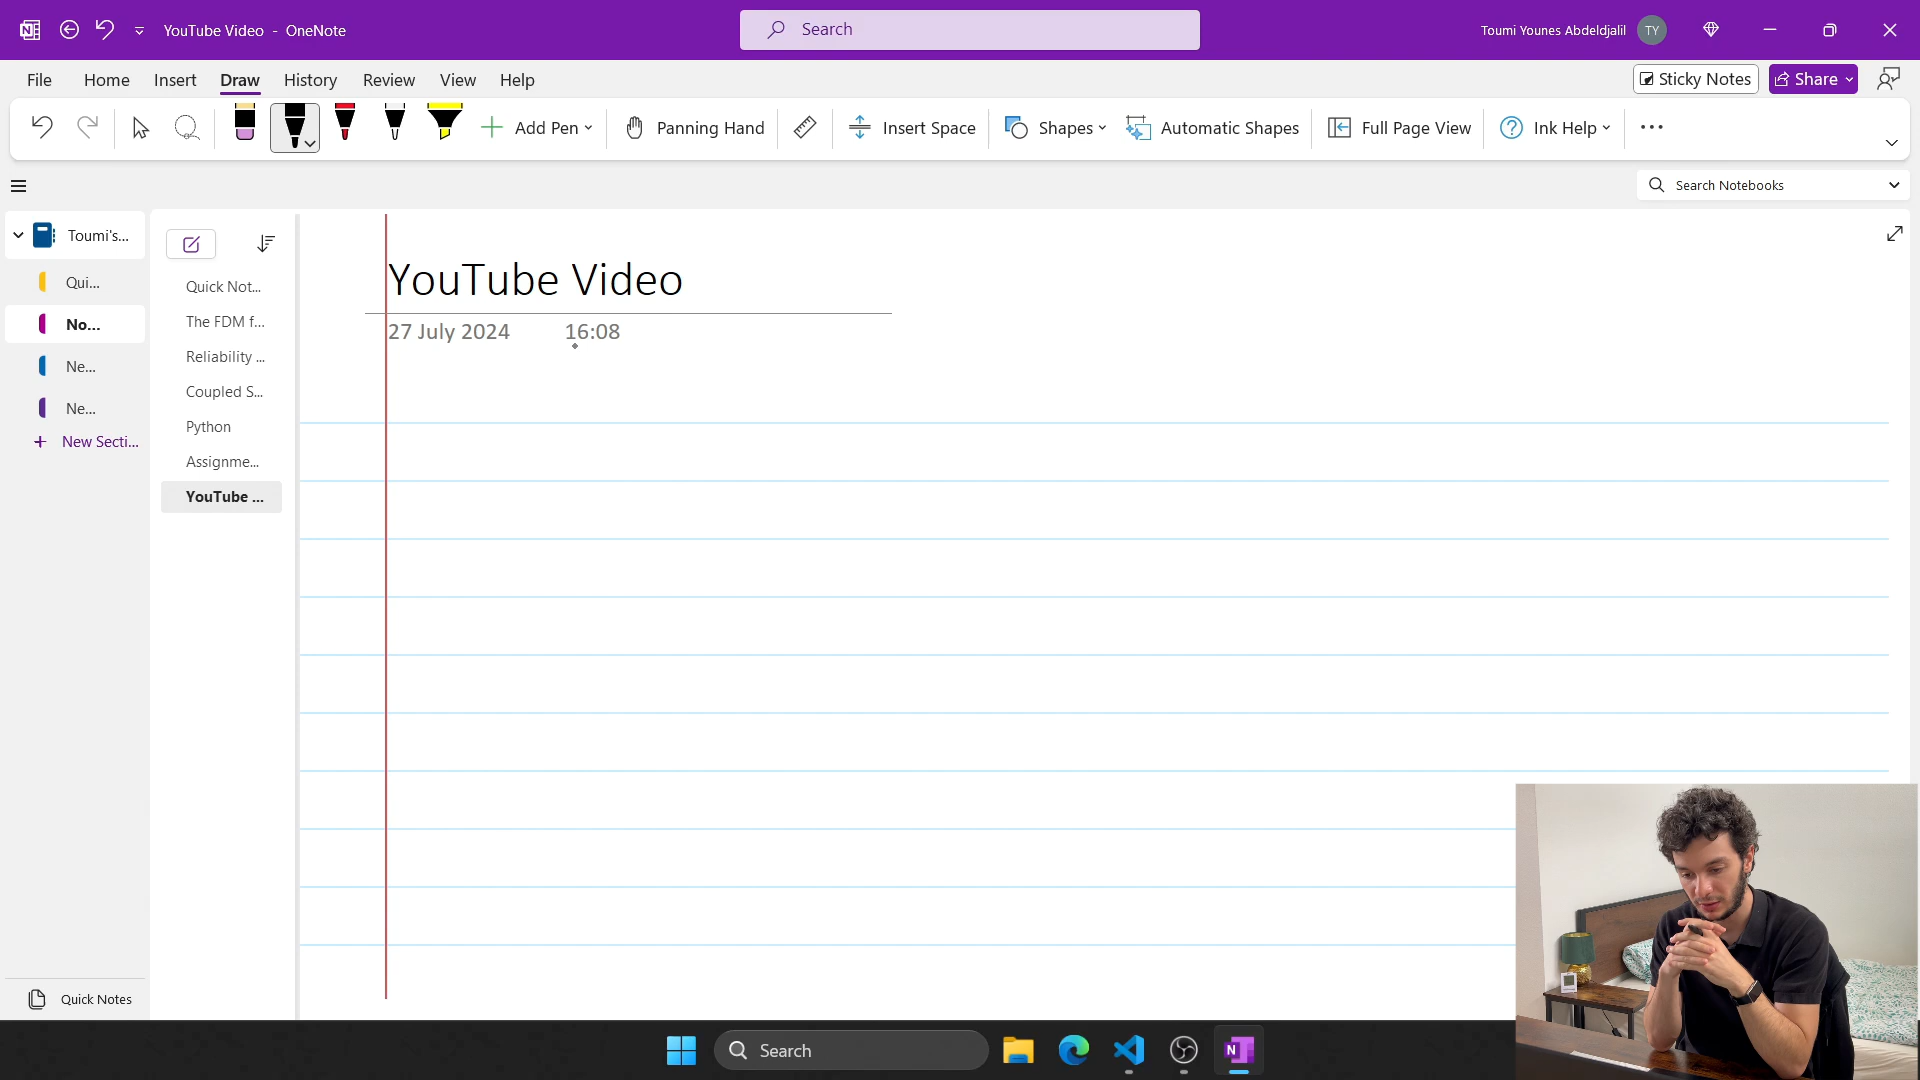 YouTube Video - OneNote
Search
Toumi Younes Abdeldjalil
TY
File
Home
Insert
Draw
History
Review
View
Help
Sticky Notes
Share
Add Pen
Panning Hand
Insert Space
Shapes
Automatic Shapes
Full Page View
Ink Help
Search Notebooks
Toumi's...
Qui...
No...
Ne...
Ne...
New Secti...
Quick Not...
The FDM f...
Reliability ...
Coupled S...
Python
Assignme...
YouTube ...
YouTube Video
27 July 2024 16:08
Quick Notes
Search